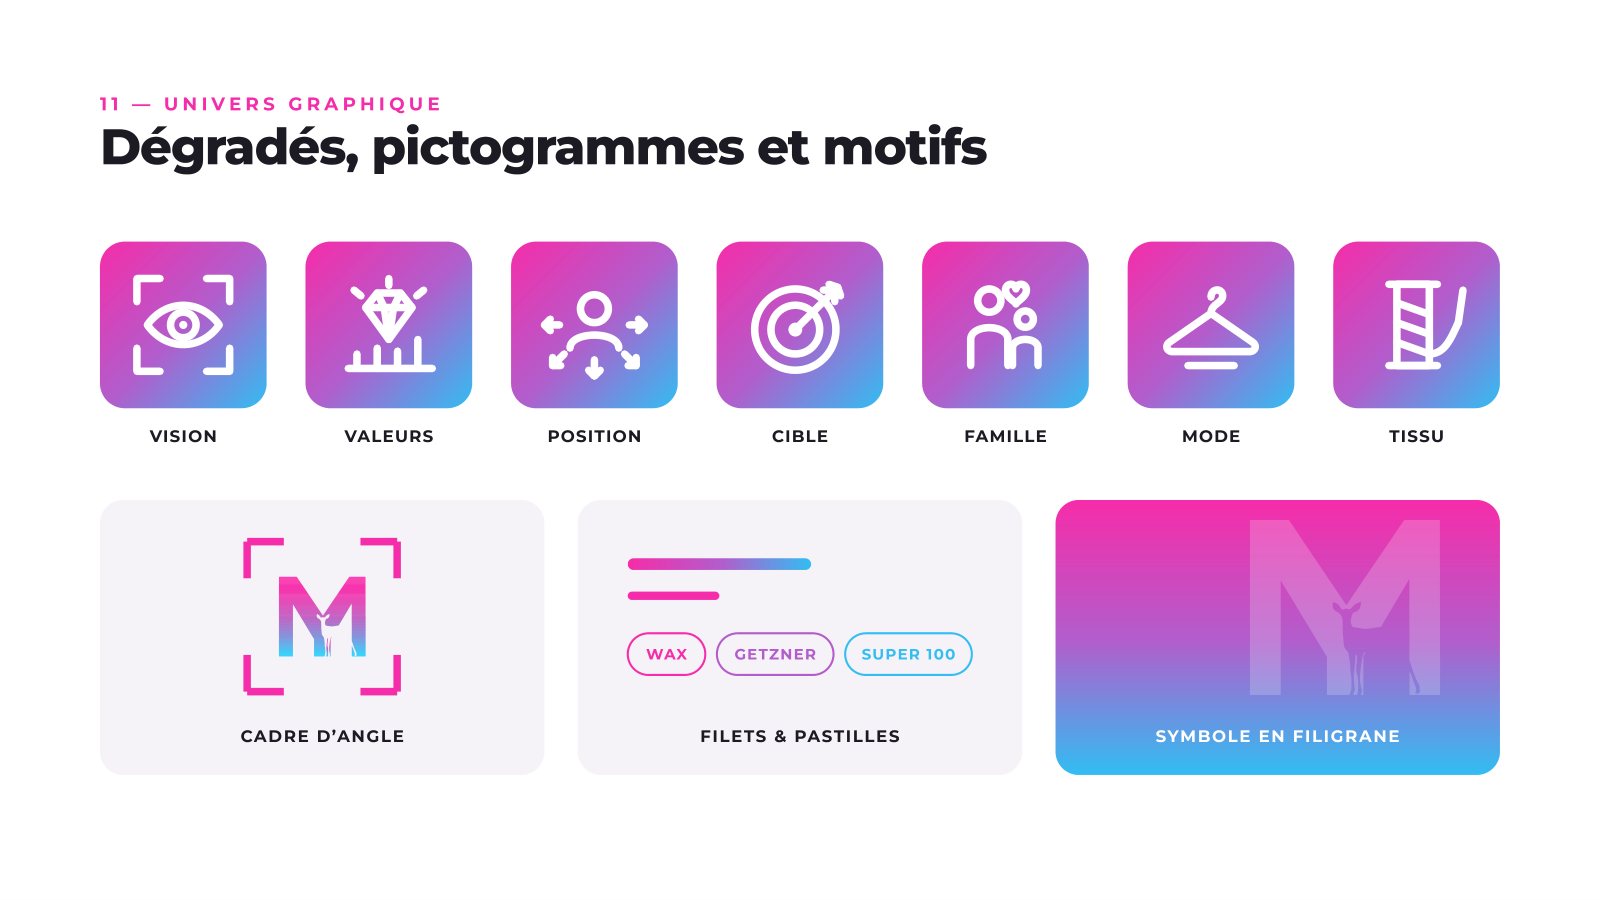 11 — UNIVERS GRAPHIQUE
Dégradés, pictogrammes et motifs
VISION
VALEURS
POSITION
CIBLE
FAMILLE
MODE
TISSU
M
CADRE D’ANGLE
WAX
GETZNER
SUPER 100
FILETS & PASTILLES
M
SYMBOLE EN FILIGRANE